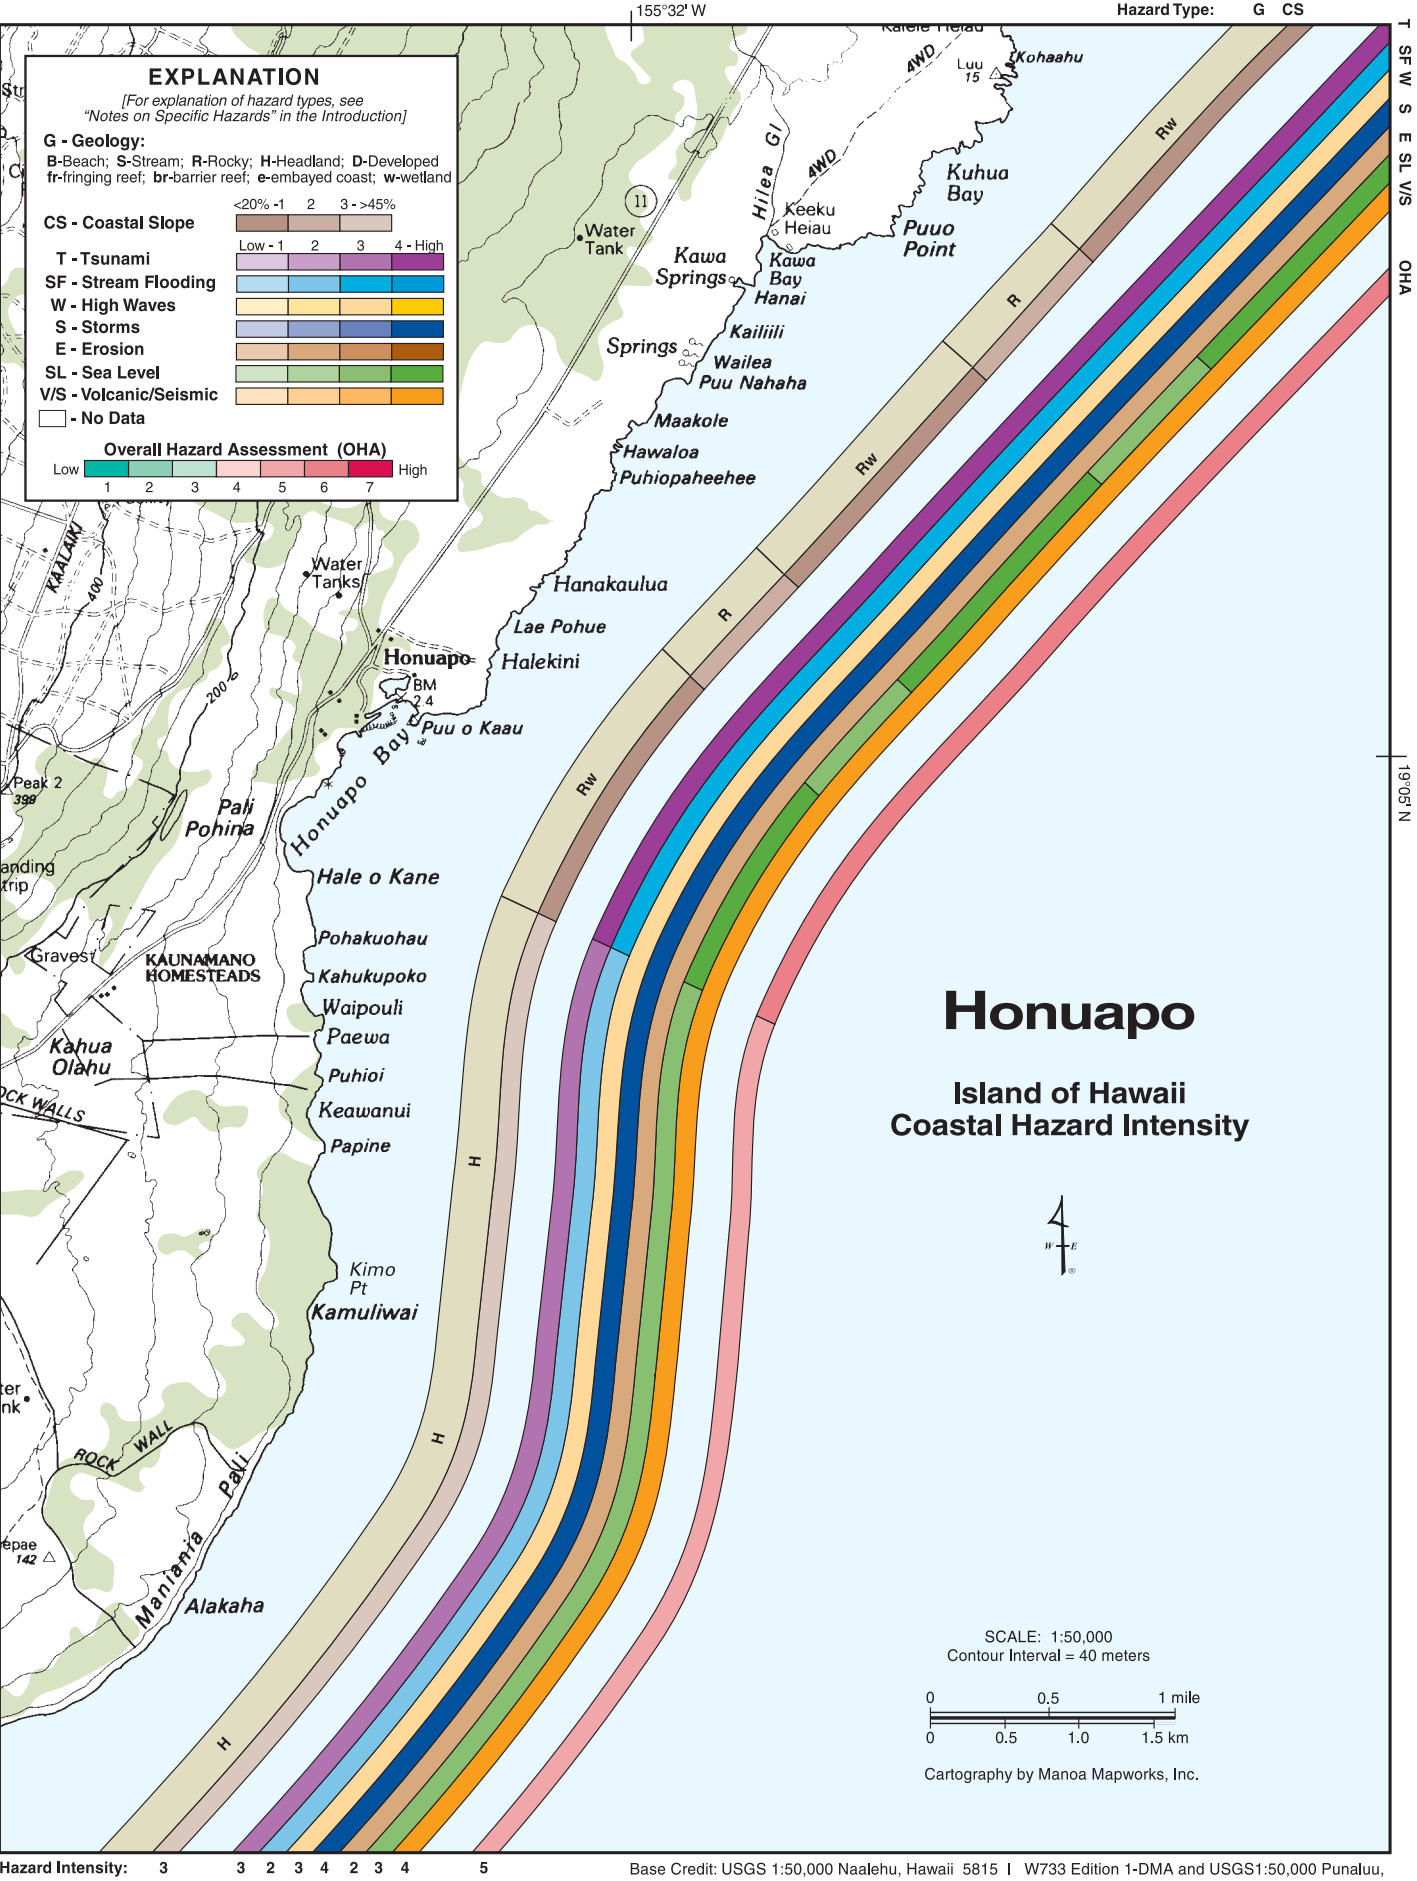 155°32' W
Hazard Type: G CS
T
SF
W
S
E
SL
V/S
OHA
EXPLANATION
[For explanation of hazard types, see
“Notes on Specific Hazards” in the Introduction]
G - Geology:
B-Beach; S-Stream; R-Rocky; H-Headland; D-Developed
fr-fringing reef; br-barrier reef; e-embayed coast; w-wetland
<20% -1 2 3 - >45%
CS - Coastal Slope
Low - 1 2 3 4 - High
T - Tsunami
SF - Stream Flooding
W - High Waves
S - Storms
E - Erosion
SL - Sea Level
V/S - Volcanic/Seismic
- No Data
Overall Hazard Assessment (OHA)
Low High
1 2 3 4 5 6 7
Kaiele Heiau
4WD
Luu
15
Kohaahu
Hilea Gl
4WD
Kuhua
Bay
11
Keeku
Heiau
Puuo
Point
Water
Tank
Kawa
Springs
Kawa
Bay
Hanai
Kailiili
Springs
Wailea
Puu Nahaha
Maakole
Hawaloa
Puhiopaheehee
KAALAIKI
400
Water
Tanks
Hanakaulua
Lae Pohue
Honuapo
Halekini
BM
2.4
200
Puu o Kaau
Honuapo Bay
Peak 2
399
Pali
Pohina
anding
trip
Hale o Kane
Pohakuohau
Graves
KAUNAMANO
HOMESTEADS
Kahukupoko
Waipouli
Paewa
Kahua
Olahu
Puhioi
OCK WALLS
Keawanui
Papine
Kimo
Pt
Kamuliwai
ter
nk
ROCK WALL
Maniania Pali
epae
142
Alakaha
Rw
R
Rw
R
Rw
H
H
H
19°05' N
Honuapo
Island of Hawaii
Coastal Hazard Intensity
W E
SCALE: 1:50,000
Contour Interval = 40 meters
0 0.5 1 mile
0 0.5 1.0 1.5 km
Cartography by Manoa Mapworks, Inc.
Hazard Intensity: 3 3 2 3 4 2 3 4 5
Base Credit: USGS 1:50,000 Naalehu, Hawaii 5815 I W733 Edition 1-DMA and USGS1:50,000 Punaluu,